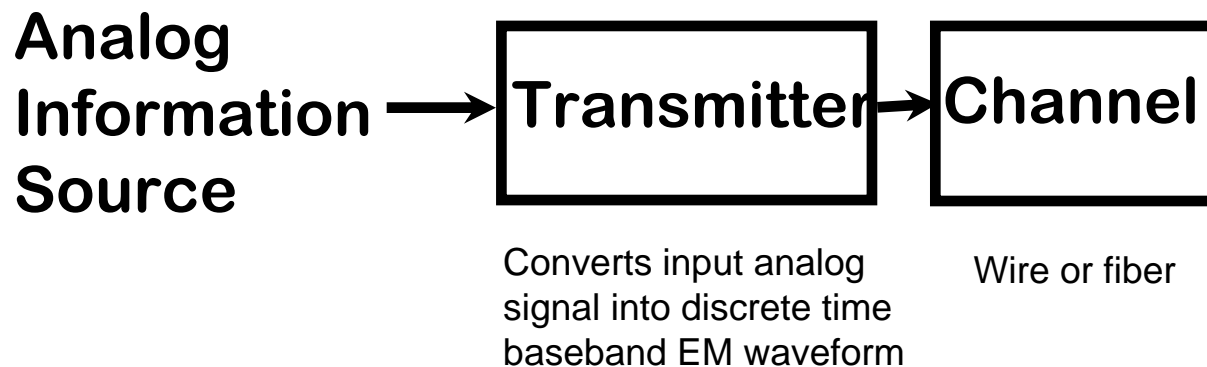 Analog
Information
Source
Transmitter
Channel
Converts input analog
signal into discrete time
baseband EM waveform
Wire or fiber